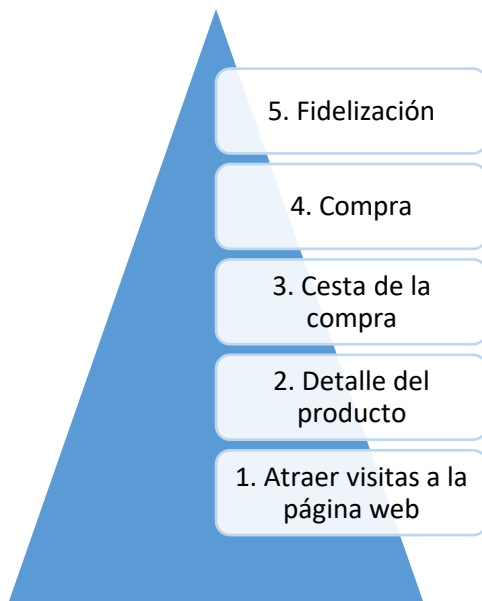 5. Fidelización
4. Compra
3. Cesta de la
compra
2. Detalle del
producto
1. Atraer visitas a la
página web